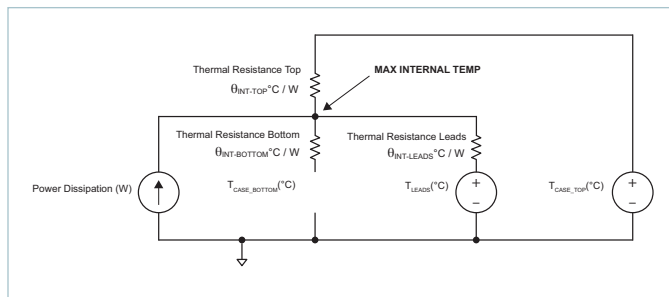 Thermal Resistance Top
θINT-TOP°C / W
MAX INTERNAL TEMP
Thermal Resistance Bottom
θINT-BOTTOM°C / W
Thermal Resistance Leads
θINT-LEADS°C / W
Power Dissipation (W)
TCASE_BOTTOM(°C)
TLEADS(°C)
TCASE_TOP(°C)
+
–
+
–